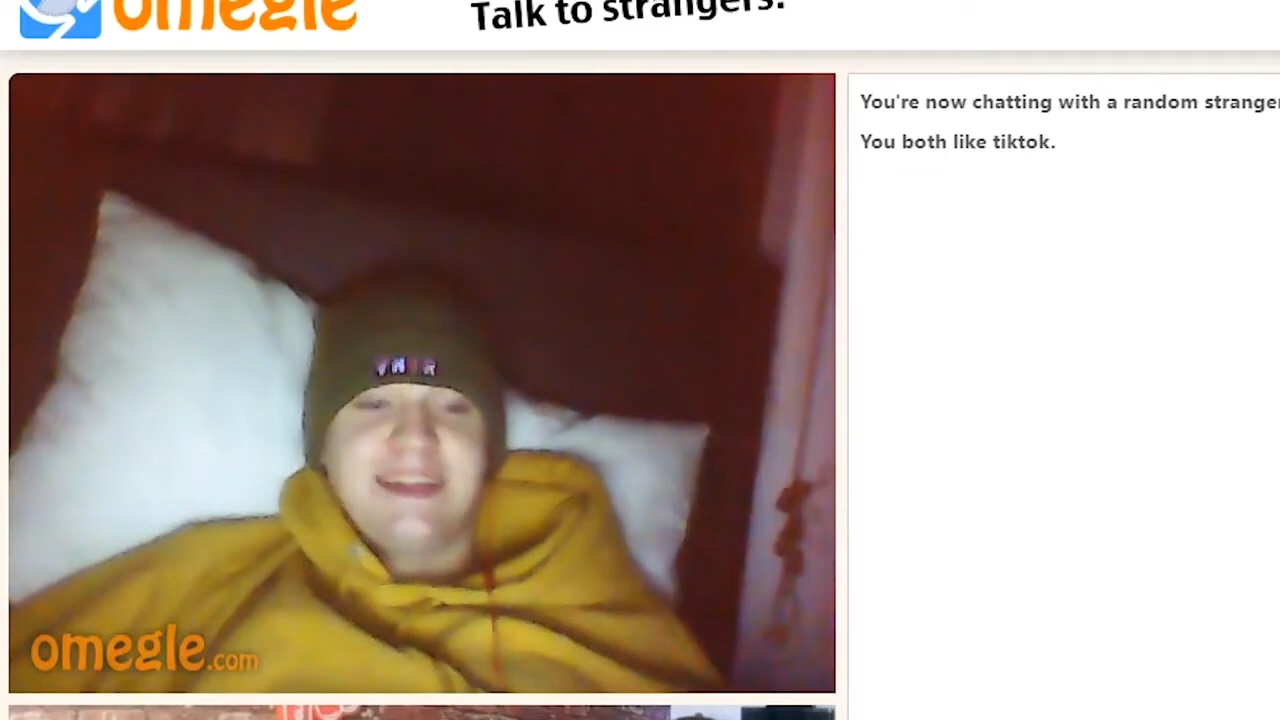 omegle
Talk to strangers!
You're now chatting with a random stranger
You both like tiktok.
omegle.com